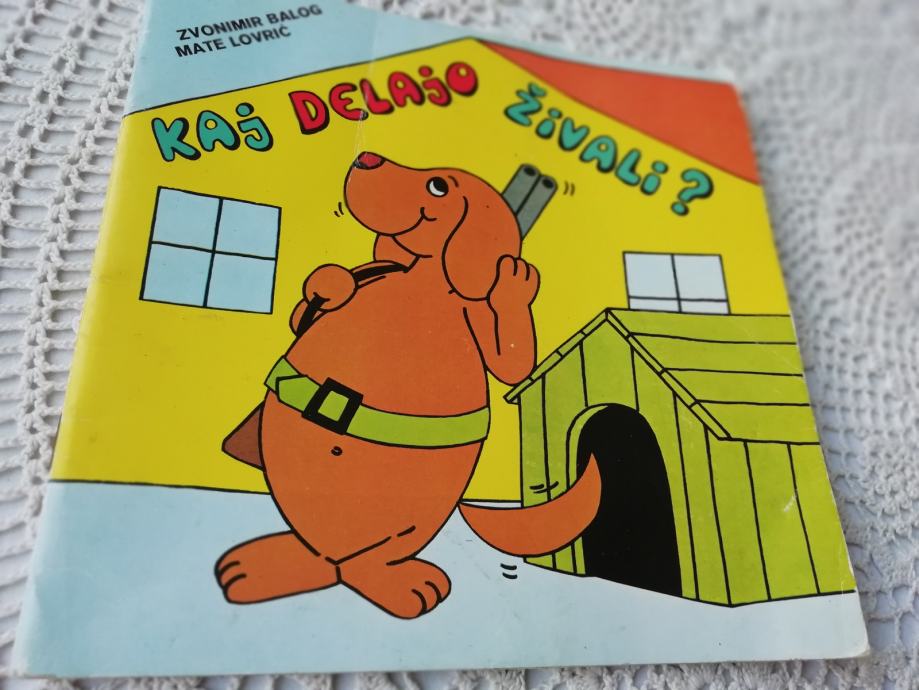 ZVONIMIR BALOG
MATE LOVRIĆ
KAj DELAjO ŽiVALi?